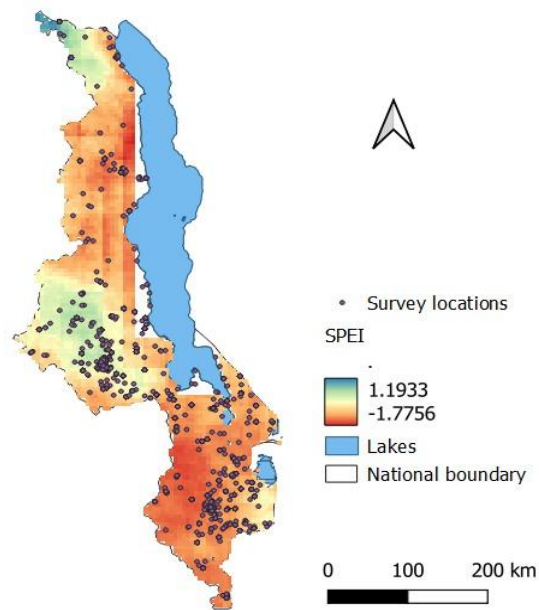 Survey locations
SPEI
.
1.1933
-1.7756
Lakes
National boundary
0 100 200 km